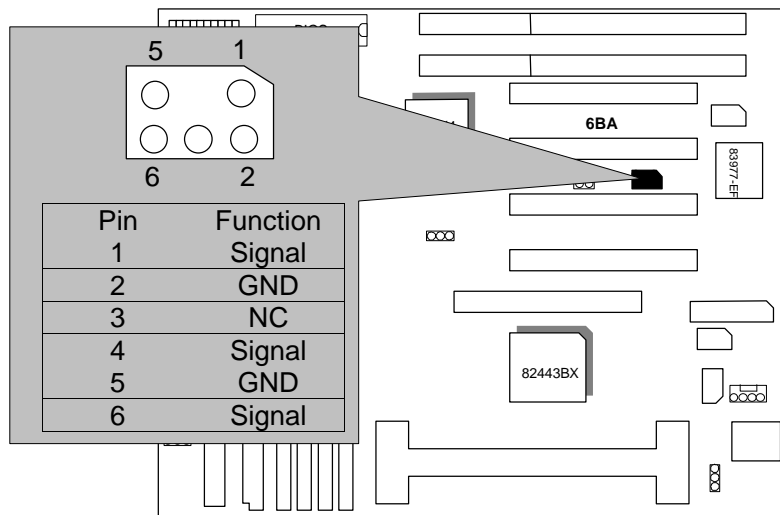 5 1
6 2
Pin Function
1 Signal
2 GND
3 NC
4 Signal
5 GND
6 Signal
6BA
83977-EF
82443BX